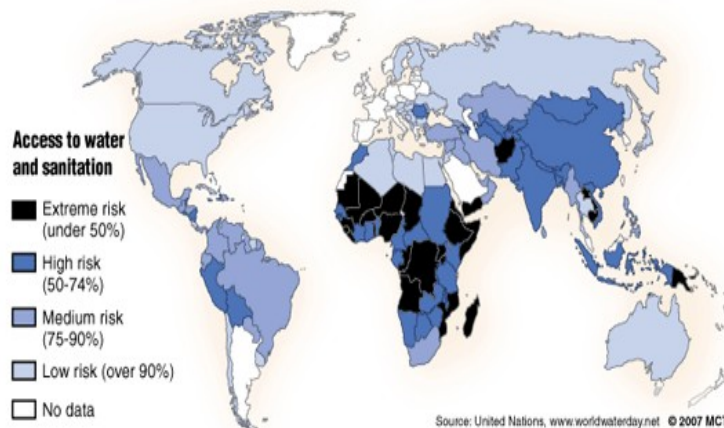 Access to water
and sanitation
Extreme risk
(under 50%)
High risk
(50-74%)
Medium risk
(75-90%)
Low risk (over 90%)
No data
Source: United Nations, www.worldwaterday.net © 2007 MCT